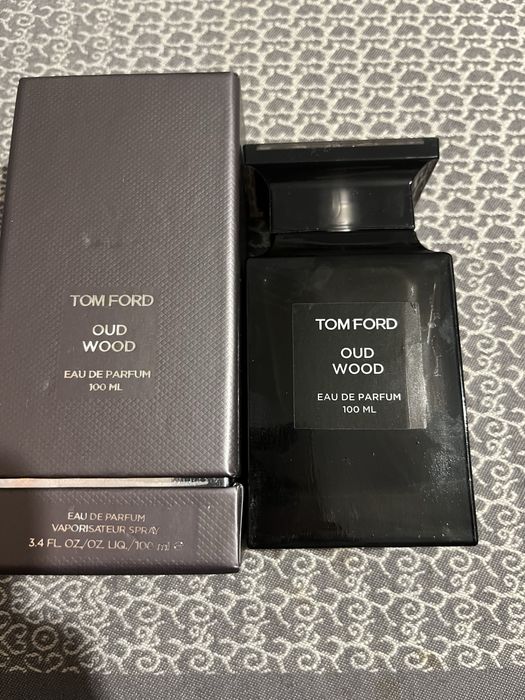 TOM FORD
OUD
WOOD
EAU DE PARFUM
100 ML
EAU DE PARFUM
VAPORISATEUR SPRAY
3.4 FL. OZ./OZ. LIQ./100 ml e
TOM FORD
OUD
WOOD
EAU DE PARFUM
100 ML